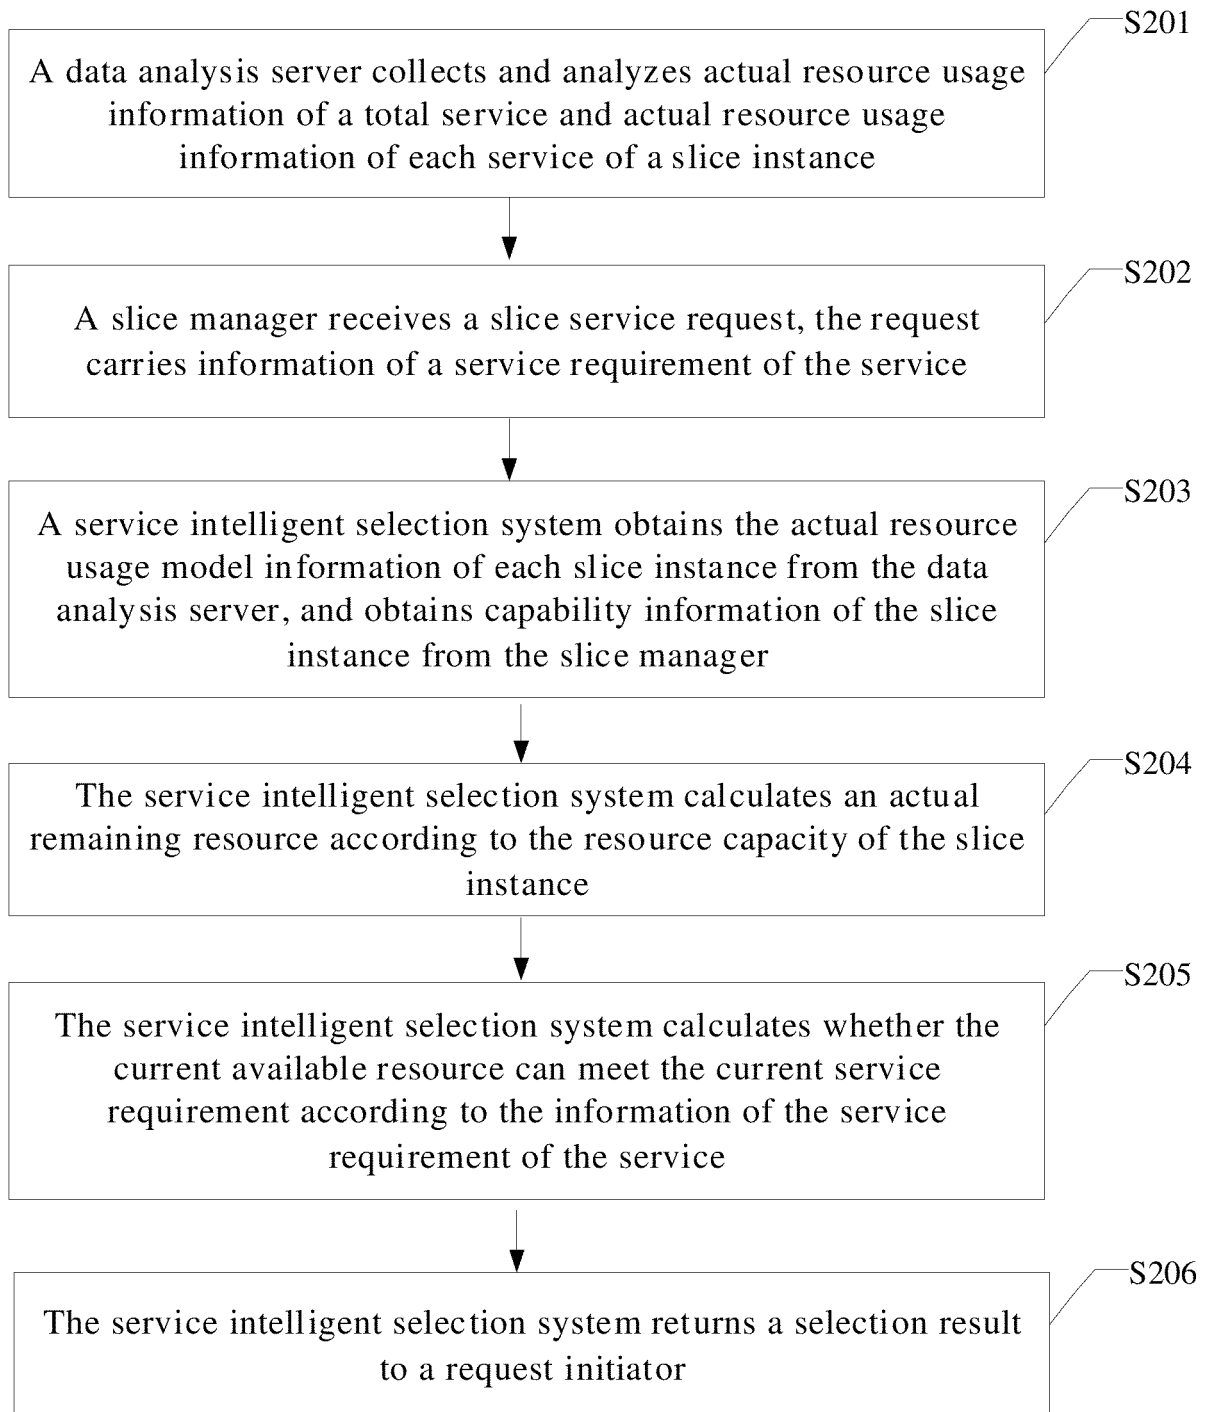 S201
A data analysis server collects and analyzes actual resource usage
information of a total service and actual resource usage
information of each service of a slice instance
S202
A slice manager receives a slice service request, the request
carries information of a service requirement of the service
S203
A service intelligent selection system obtains the actual resource
usage model information of each slice instance from the data
analysis server, and obtains capability information of the slice
instance from the slice manager
S204
The service intelligent selection system calculates an actual
remaining resource according to the resource capacity of the slice
instance
S205
The service intelligent selection system calculates whether the
current available resource can meet the current service
requirement according to the information of the service
requirement of the service
S206
The service intelligent selection system returns a selection result
to a request initiator